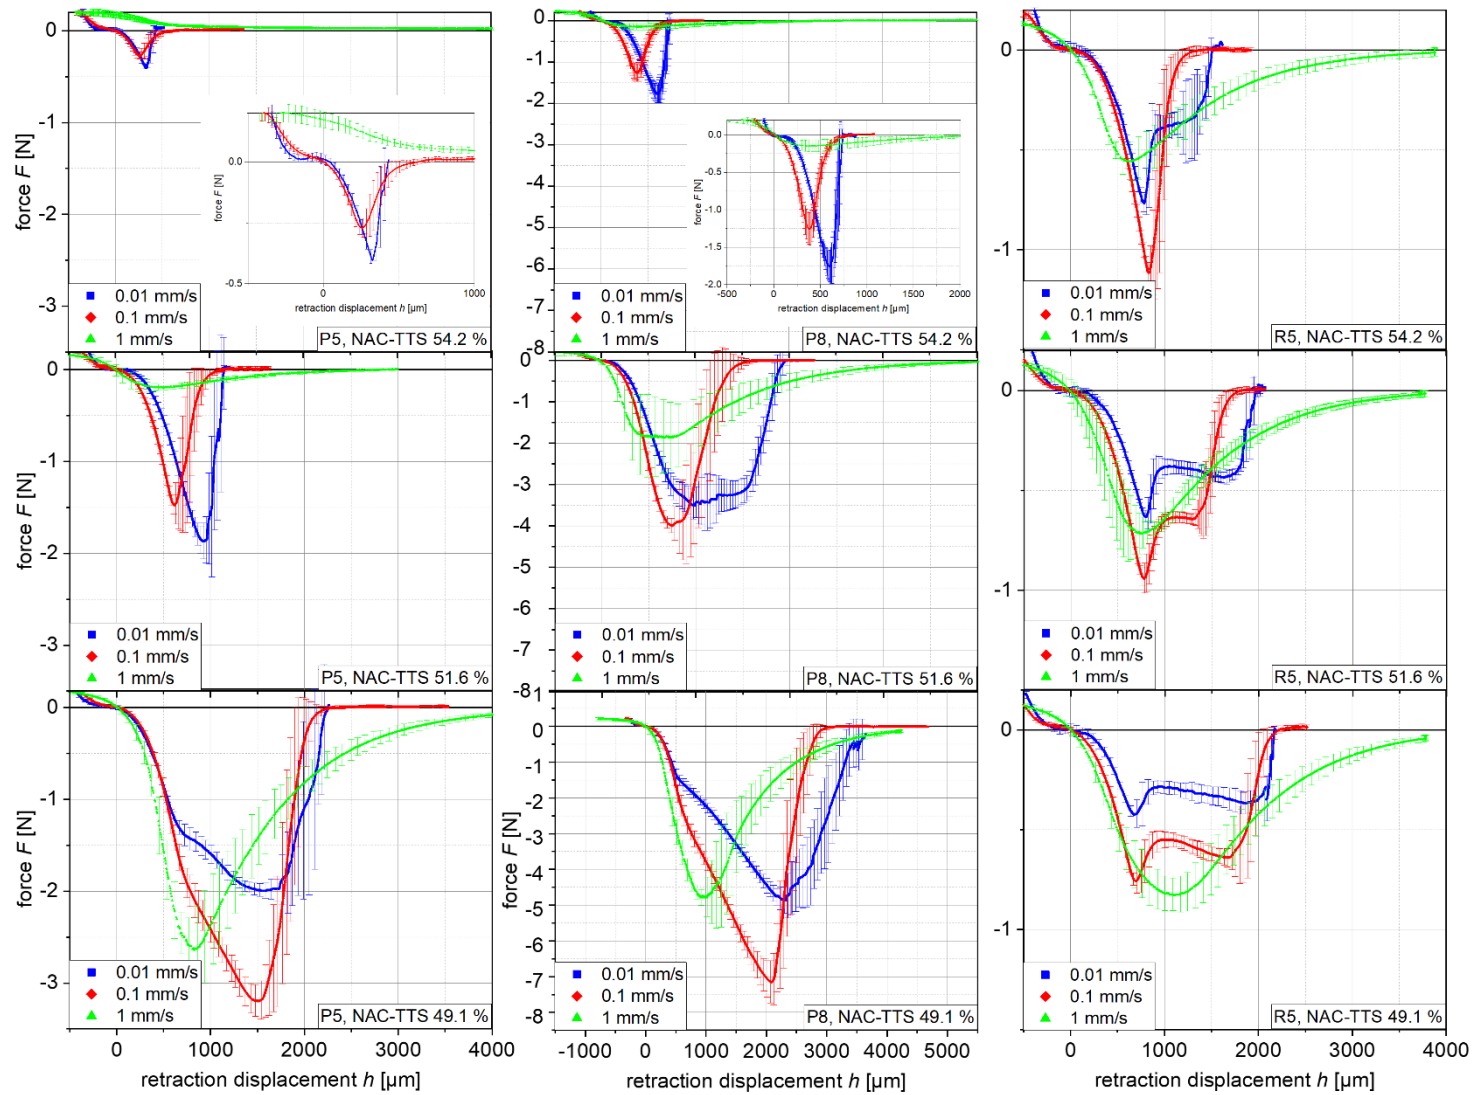 0
-1
-2
-3
force F [N]
0.0
-0.5
force F [N]
0
1000
retraction displacement h [µm]
0.01 mm/s
0.1 mm/s
1 mm/s
P5, NAC-TTS 54.2 %
0.2
0
-1
-2
-3
-4
-5
-6
-7
-8
force F [N]
0.0
-0.5
-1.0
-1.5
-2.0
force F [N]
-500
500
1000
1500
2000
retraction displacement h [µm]
0.01 mm/s
0.1 mm/s
1 mm/s
P8, NAC-TTS 54.2 %
0
-1
0.01 mm/s
0.1 mm/s
1 mm/s
R5, NAC-TTS 54.2 %
0
-1
-2
-3
force F [N]
0.01 mm/s
0.1 mm/s
1 mm/s
P5, NAC-TTS 51.6 %
0
-1
-2
-3
-4
-5
-6
-7
-8
0.01 mm/s
0.1 mm/s
1 mm/s
P8, NAC-TTS 51.6 %
0
-1
0.01 mm/s
0.1 mm/s
1 mm/s
R5, NAC-TTS 51.6 %
0
-1
-2
-3
force F [N]
0.01 mm/s
0.1 mm/s
1 mm/s
P5, NAC-TTS 49.1 %
0 1000 2000 3000 4000
retraction displacement h [µm]
1
0
-1
-2
-3
-4
-5
-6
-7
-8
force F [N]
0.01 mm/s
0.1 mm/s
1 mm/s
P8, NAC-TTS 49.1 %
-1000 0 1000 2000 3000 4000 5000
retraction displacement h [µm]
0
-1
0.01 mm/s
0.1 mm/s
1 mm/s
R5, NAC-TTS 49.1 %
0 1000 2000 3000 4000
retraction displacement h [µm]